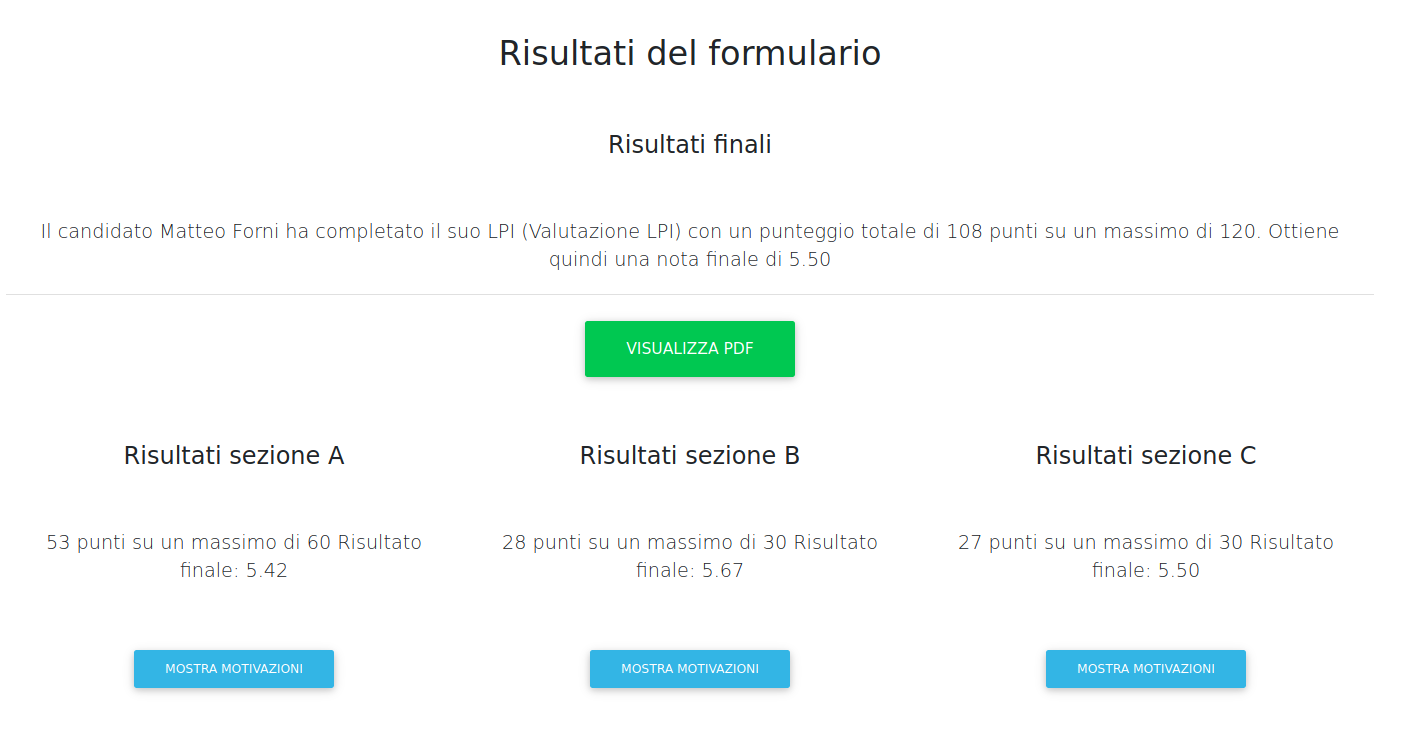 Risultati del formulario
Risultati finali
Il candidato Matteo Forni ha completato il suo LPI (Valutazione LPI) con un punteggio totale di 108 punti su un massimo di 120. Ottiene
quindi una nota finale di 5.50
VISUALIZZA PDF
Risultati sezione A
53 punti su un massimo di 60 Risultato
finale: 5.42
MOSTRA MOTIVAZIONI
Risultati sezione B
28 punti su un massimo di 30 Risultato
finale: 5.67
MOSTRA MOTIVAZIONI
Risultati sezione C
27 punti su un massimo di 30 Risultato
finale: 5.50
MOSTRA MOTIVAZIONI